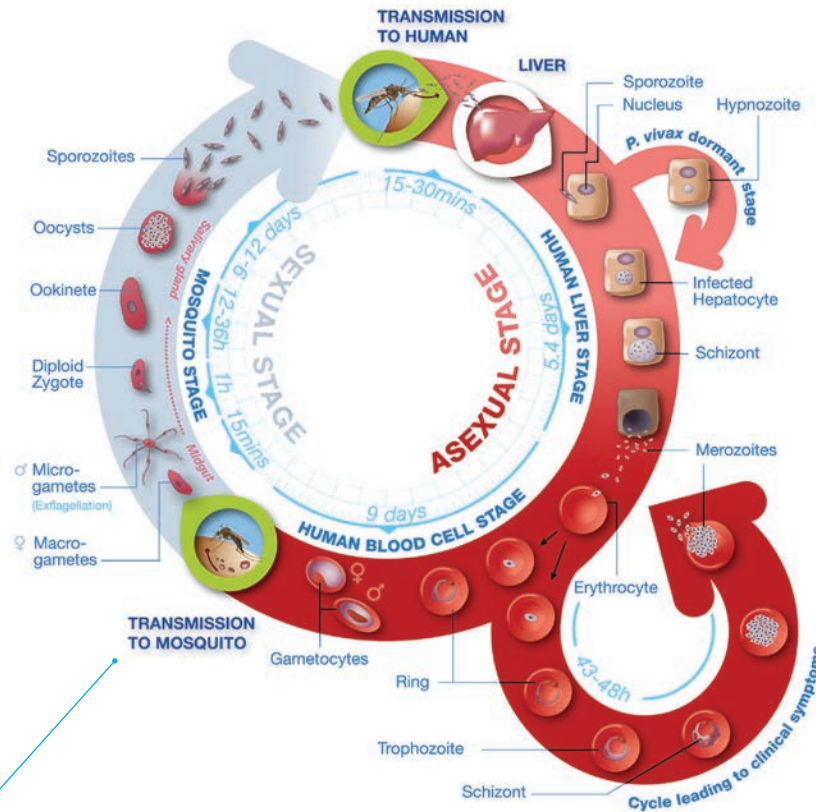 TRANSMISSION
TO HUMAN
LIVER
Sporozoite
Nucleus
Hypnozoite
P. vivax dormant stage
Sporozoites
Oocysts
Ookinete
Diploid
Zygote
♂ Micro-
gametes
(Exflagellation)
♀ Macro-
gametes
Salivary gland
Midgut
MOSQUITO STAGE
9-12 days
12-36h
1h
15mins
SEXUAL STAGE
15-30mins
ASEXUAL STAGE
5.4 days
HUMAN LIVER STAGE
Infected
Hepatocyte
Schizont
Merozoites
9 days
HUMAN BLOOD CELL STAGE
♀
♂
TRANSMISSION
TO MOSQUITO
Gametocytes
Erythrocyte
Ring
43-48h
Trophozoite
Schizont
Cycle leading to clinical symptoms